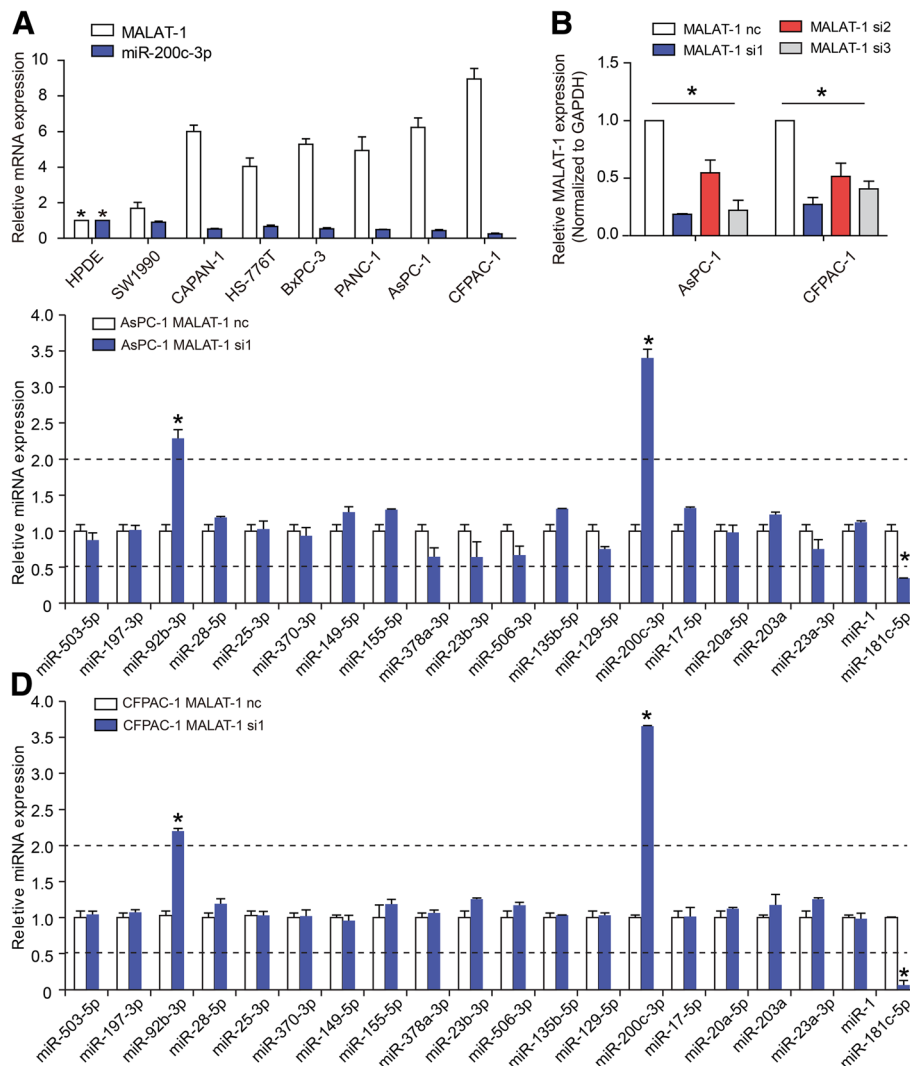 A
MALAT-1
miR-200c-3p
Reletive mRNA expression
10
8
6
4
2
0
* *
HPDE
SW1990
CAPAN-1
HS-776T
BxPC-3
PANC-1
AsPC-1
CFPAC-1
B
MALAT-1 nc
MALAT-1 si1
MALAT-1 si2
MALAT-1 si3
Reletive MALAT-1 expression
(Normalized to GAPDH)
1.5
1.0
0.5
0.0
*
*
AsPC-1
CFPAC-1
AsPC-1 MALAT-1 nc
AsPC-1 MALAT-1 si1
Reletive miRNA expression
4.0
3.5
3.0
2.5
2.0
1.5
1.0
0.5
0
*
*
*
miR-503-5p
miR-197-3p
miR-92b-3p
miR-28-5p
miR-25-3p
miR-370-3p
miR-149-5p
miR-155-5p
miR-378a-3p
miR-23b-3p
miR-506-3p
miR-135b-5p
miR-129-5p
miR-200c-3p
miR-17-5p
miR-20a-5p
miR-203a
miR-23a-3p
miR-1
miR-181c-5p
D
CFPAC-1 MALAT-1 nc
CFPAC-1 MALAT-1 si1
Reletive miRNA expression
4.0
3.5
3.0
2.5
2.0
1.5
1.0
0.5
0
*
*
*
miR-503-5p
miR-197-3p
miR-92b-3p
miR-28-5p
miR-25-3p
miR-370-3p
miR-149-5p
miR-155-5p
miR-378a-3p
miR-23b-3p
miR-506-3p
miR-135b-5p
miR-129-5p
miR-200c-3p
miR-17-5p
miR-20a-5p
miR-203a
miR-23a-3p
miR-1
miR-181c-5p